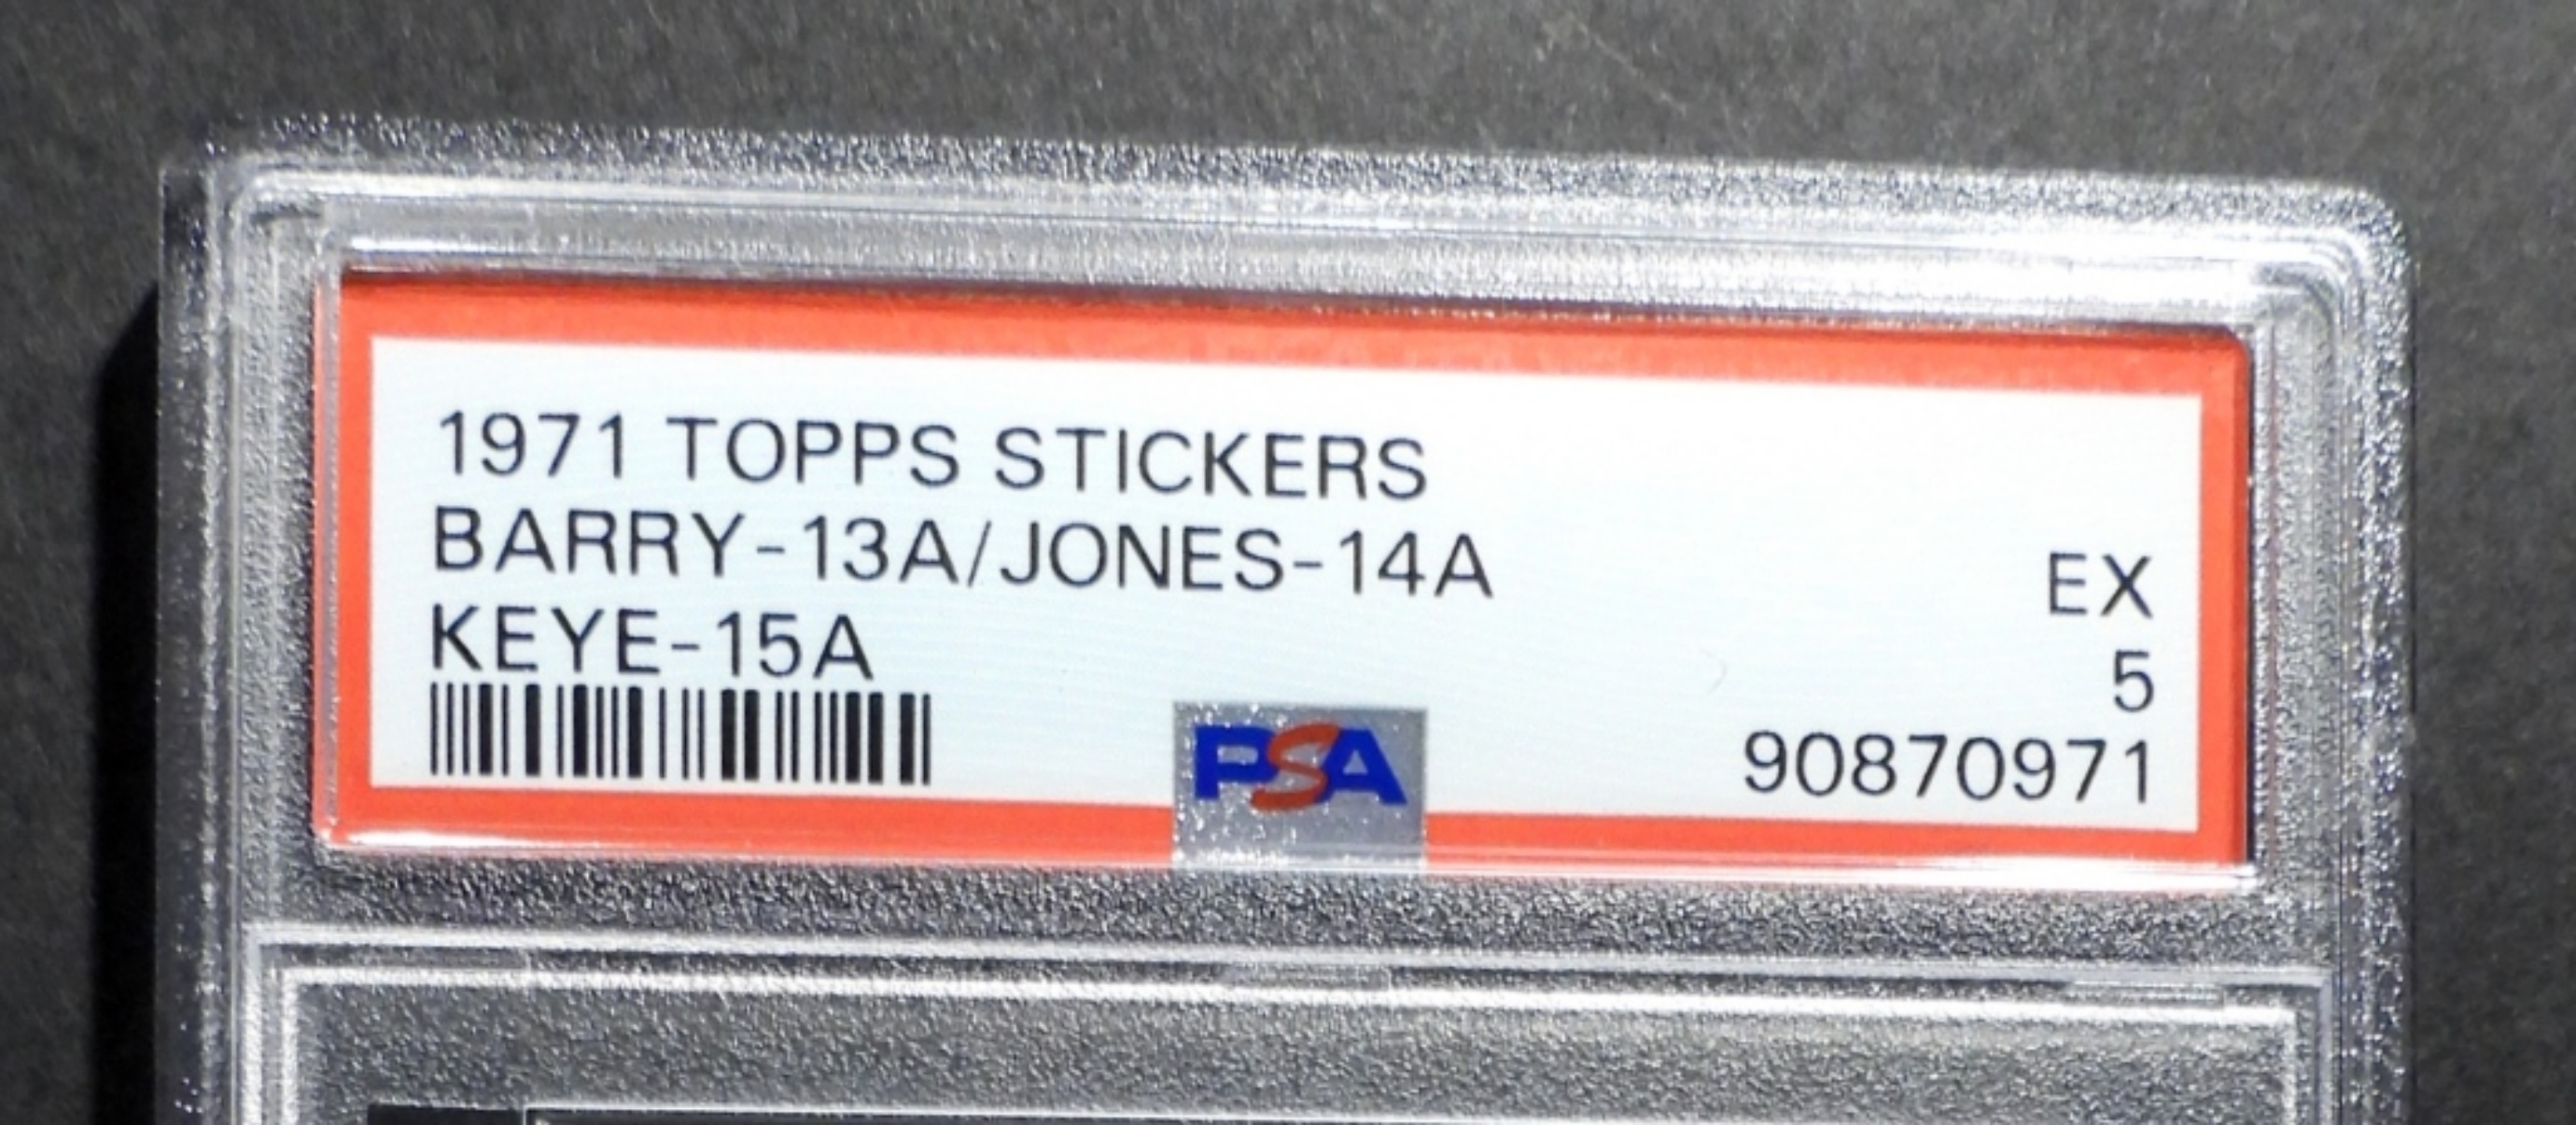 1971 TOPPS STICKERS
BARRY-13A/JONES-14A
KEYE-15A
EX
5
90870971
PSA